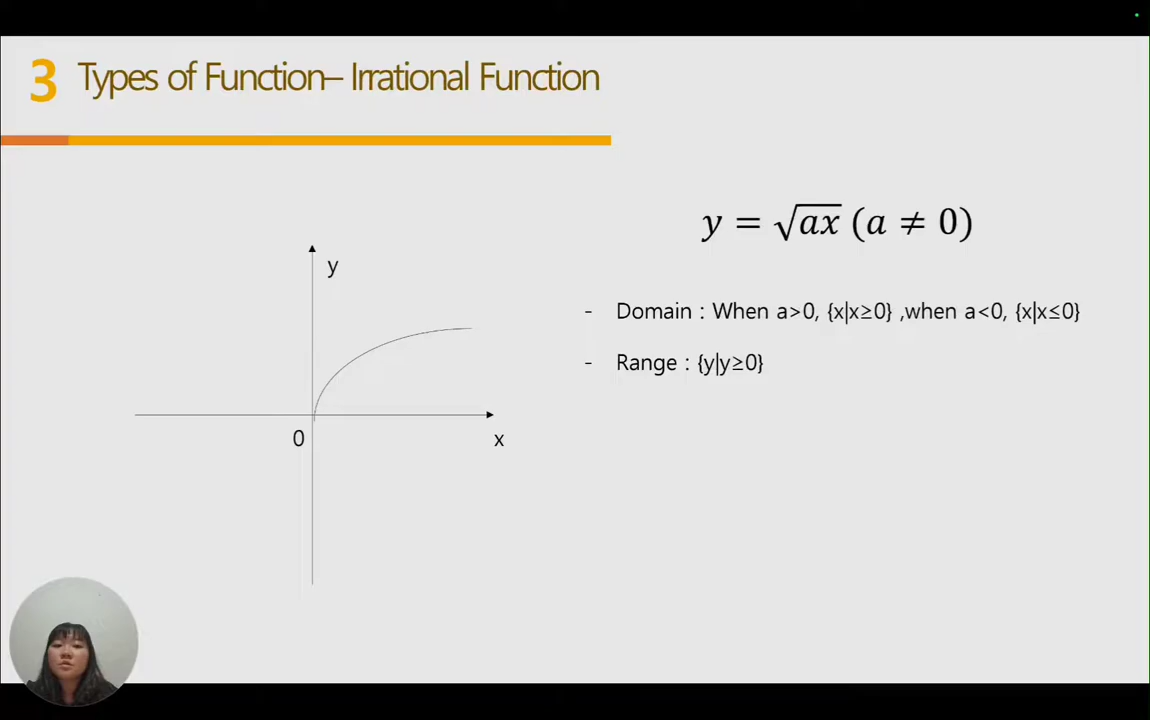 3 Types of Function– Irrational Function
y = √ax (a ≠ 0)
y
- Domain : When a>0, {x|x≥0} ,when a<0, {x|x≤0}
- Range : {y|y≥0}
0
x